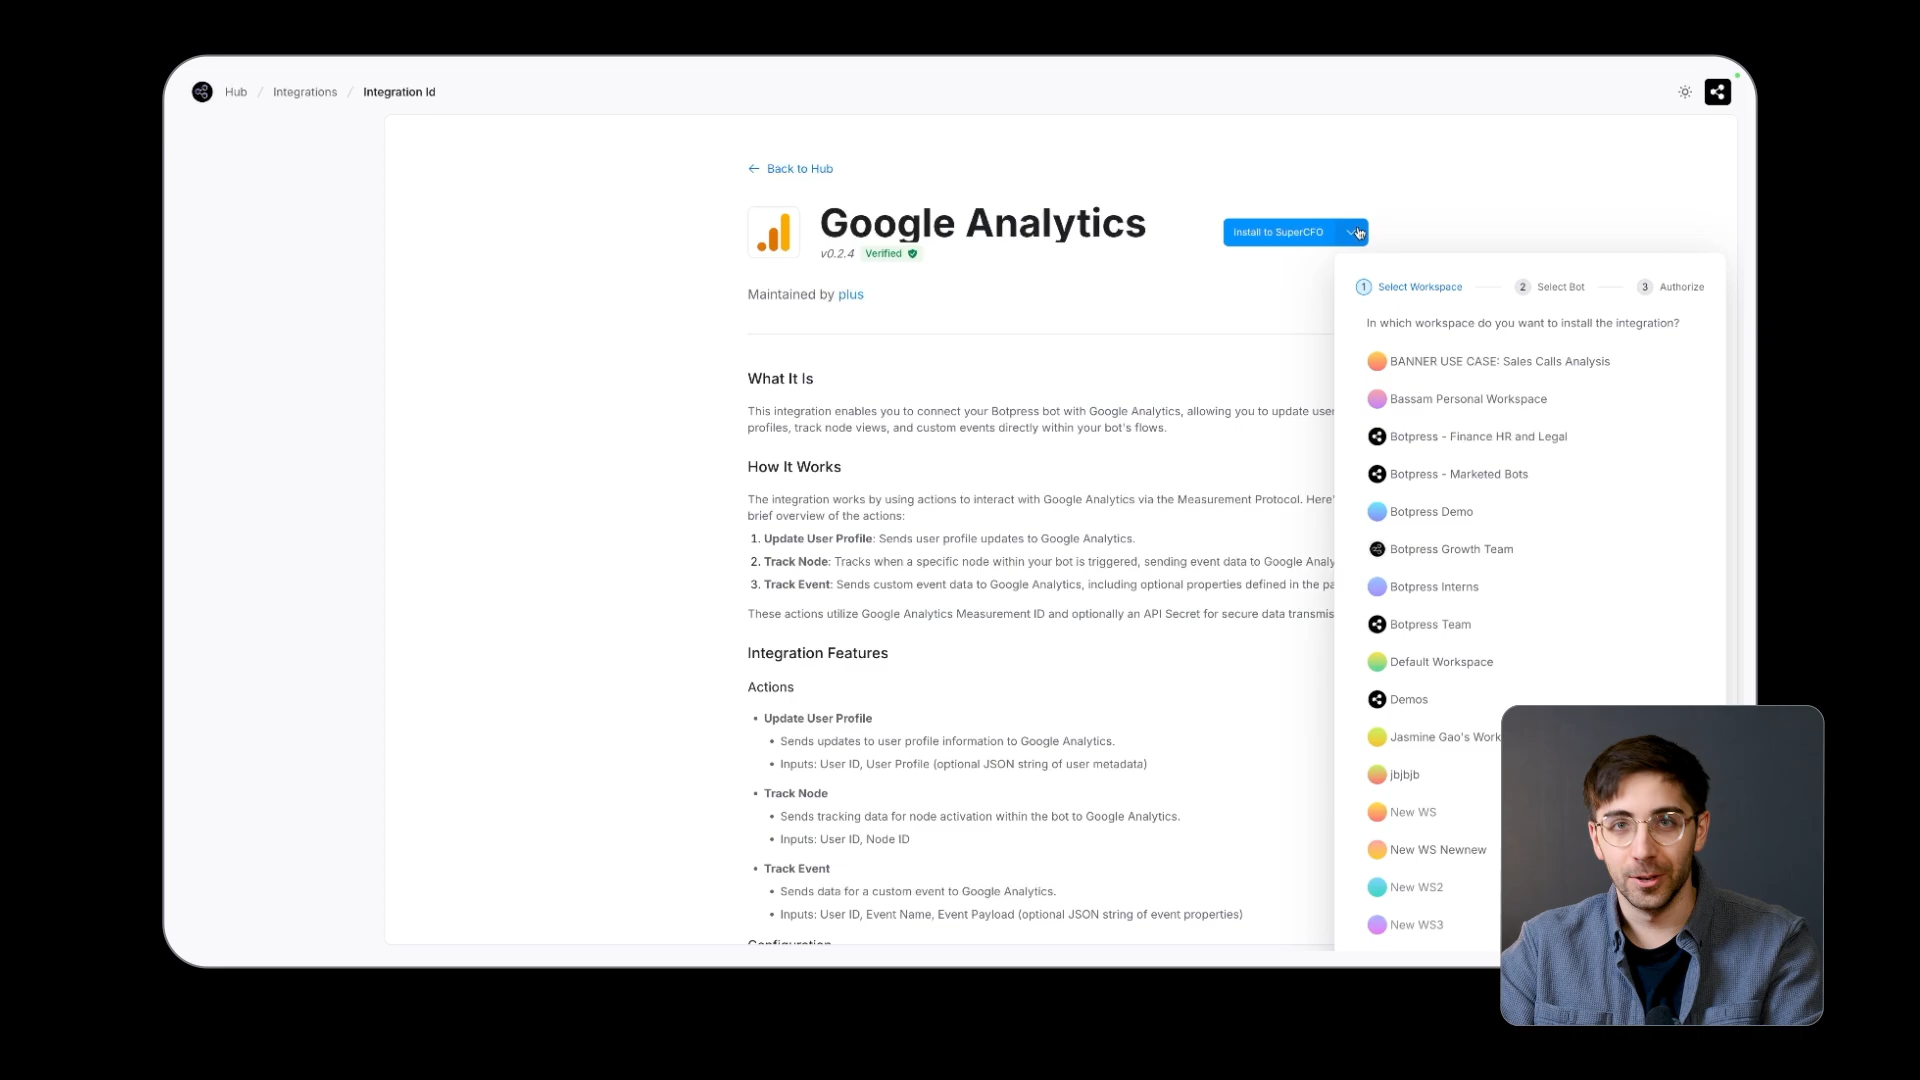 Hub / Integrations / Integration Id
← Back to Hub
Google Analytics
v0.2.4 Verified
Install to SuperCFO
Maintained by plus
What It Is
This integration enables you to connect your Botpress bot with Google Analytics, allowing you to update user
profiles, track node views, and custom events directly within your bot's flows.
How It Works
The integration works by using actions to interact with Google Analytics via the Measurement Protocol. Here'
brief overview of the actions:
1. Update User Profile: Sends user profile updates to Google Analytics.
2. Track Node: Tracks when a specific node within your bot is triggered, sending event data to Google Analy
3. Track Event: Sends custom event data to Google Analytics, including optional properties defined in the pa
These actions utilize Google Analytics Measurement ID and optionally an API Secret for secure data transmis
Integration Features
Actions
• Update User Profile
• Sends updates to user profile information to Google Analytics.
• Inputs: User ID, User Profile (optional JSON string of user metadata)
• Track Node
• Sends tracking data for node activation within the bot to Google Analytics.
• Inputs: User ID, Node ID
• Track Event
• Sends data for a custom event to Google Analytics.
• Inputs: User ID, Event Name, Event Payload (optional JSON string of event properties)
Configuration
1 Select Workspace 2 Select Bot 3 Authorize
In which workspace do you want to install the integration?
BANNER USE CASE: Sales Calls Analysis
Bassam Personal Workspace
Botpress - Finance HR and Legal
Botpress - Marketed Bots
Botpress Demo
Botpress Growth Team
Botpress Interns
Botpress Team
Default Workspace
Demos
Jasmine Gao's Work
jbjbjb
New WS
New WS Newnew
New WS2
New WS3